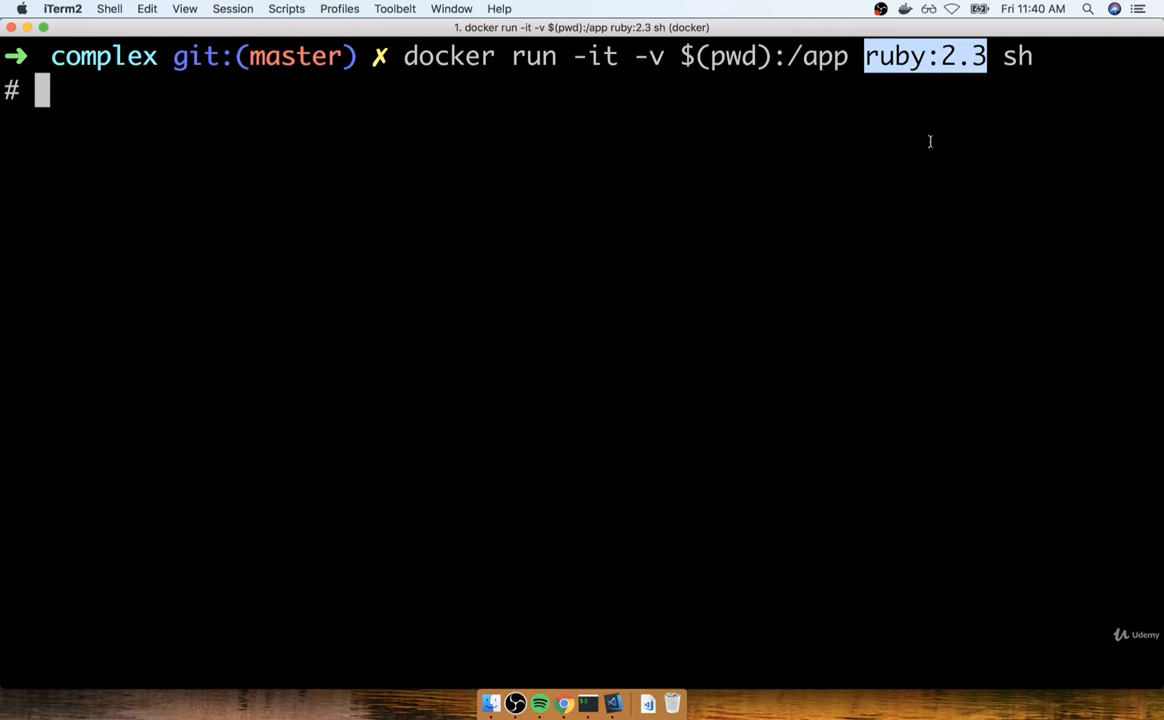 iTerm2 Shell Edit View Session Scripts Profiles Toolbelt Window Help Fri 11:40 AM
1. docker run -it -v $(pwd):/app ruby:2.3 sh (docker)
➜ complex git:(master) ✗ docker run -it -v $(pwd):/app ruby:2.3 sh
#
Udemy